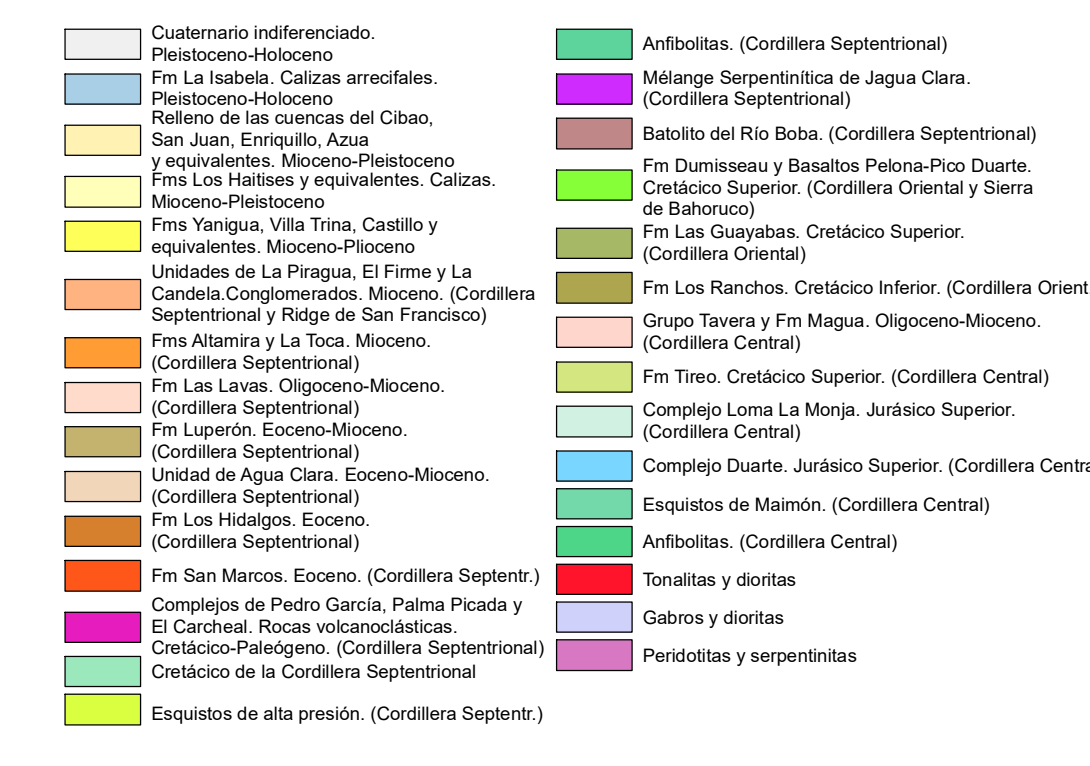 Cuaternario indiferenciado.
Pleistoceno-Holoceno
Fm La Isabela. Calizas arrecifales.
Pleistoceno-Holoceno
Relleno de las cuencas del Cibao,
San Juan, Enriquillo, Azua
y equivalentes. Mioceno-Pleistoceno
Fms Los Haitises y equivalentes. Calizas.
Mioceno-Pleistoceno
Fms Yanigua, Villa Trina, Castillo y
equivalentes. Mioceno-Plioceno
Unidades de La Piragua, El Firme y La
Candela.Conglomerados. Mioceno. (Cordillera
Septentrional y Ridge de San Francisco)
Fms Altamira y La Toca. Mioceno.
(Cordillera Septentrional)
Fm Las Lavas. Oligoceno-Mioceno.
(Cordillera Septentrional)
Fm Luperón. Eoceno-Mioceno.
(Cordillera Septentrional)
Unidad de Agua Clara. Eoceno-Mioceno.
(Cordillera Septentrional)
Fm Los Hidalgos. Eoceno.
(Cordillera Septentrional)
Fm San Marcos. Eoceno. (Cordillera Septentr.)
Complejos de Pedro García, Palma Picada y
El Carcheal. Rocas volcanoclásticas.
Cretácico-Paleógeno. (Cordillera Septentrional)
Cretácico de la Cordillera Septentrional
Esquistos de alta presión. (Cordillera Septentr.)
Anfibolitas. (Cordillera Septentrional)
Mélange Serpentinítica de Jagua Clara.
(Cordillera Septentrional)
Batolito del Río Boba. (Cordillera Septentrional)
Fm Dumisseau y Basaltos Pelona-Pico Duarte.
Cretácico Superior. (Cordillera Oriental y Sierra
de Bahoruco)
Fm Las Guayabas. Cretácico Superior.
(Cordillera Oriental)
Fm Los Ranchos. Cretácico Inferior. (Cordillera Orient
Grupo Tavera y Fm Magua. Oligoceno-Mioceno.
(Cordillera Central)
Fm Tireo. Cretácico Superior. (Cordillera Central)
Complejo Loma La Monja. Jurásico Superior.
(Cordillera Central)
Complejo Duarte. Jurásico Superior. (Cordillera Centra
Esquistos de Maimón. (Cordillera Central)
Anfibolitas. (Cordillera Central)
Tonalitas y dioritas
Gabros y dioritas
Peridotitas y serpentinitas